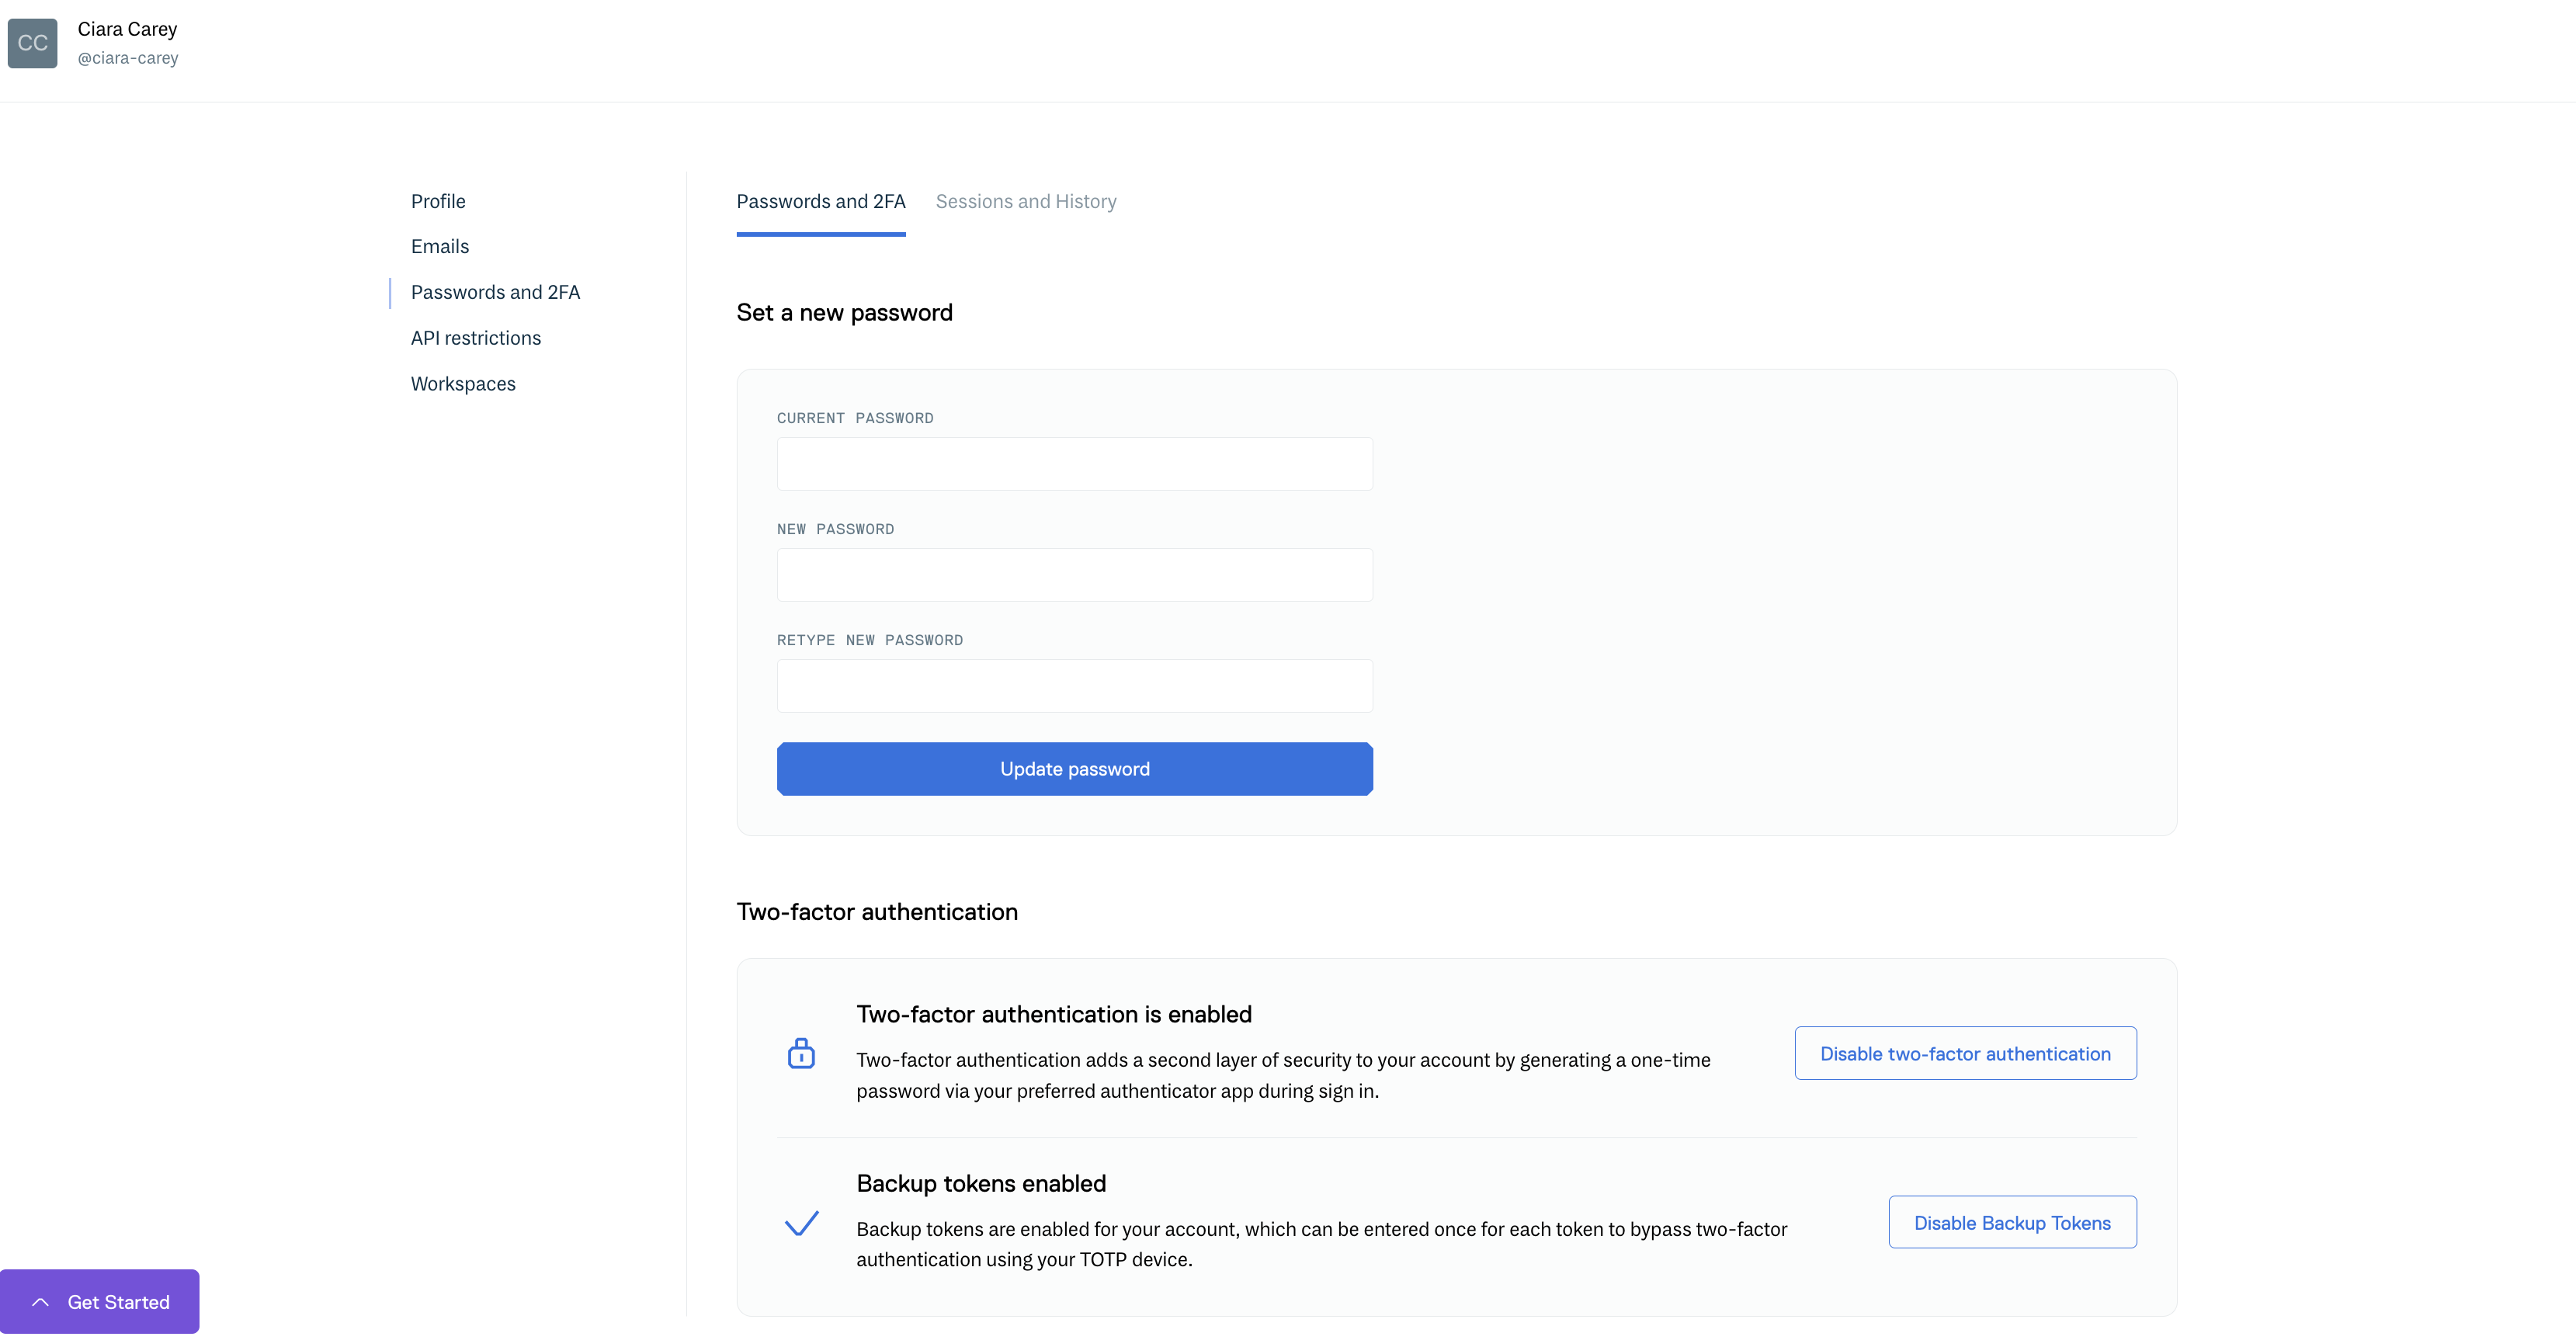 CC
Ciara Carey
@ciara-carey
Profile
Emails
Passwords and 2FA
API restrictions
Workspaces
Passwords and 2FA
Sessions and History
Set a new password
CURRENT PASSWORD
NEW PASSWORD
RETYPE NEW PASSWORD
Update password
Two-factor authentication
Two-factor authentication is enabled
Two-factor authentication adds a second layer of security to your account by generating a one-time
password via your preferred authenticator app during sign in.
Disable two-factor authentication
Backup tokens enabled
Backup tokens are enabled for your account, which can be entered once for each token to bypass two-factor
authentication using your TOTP device.
Disable Backup Tokens
Get Started